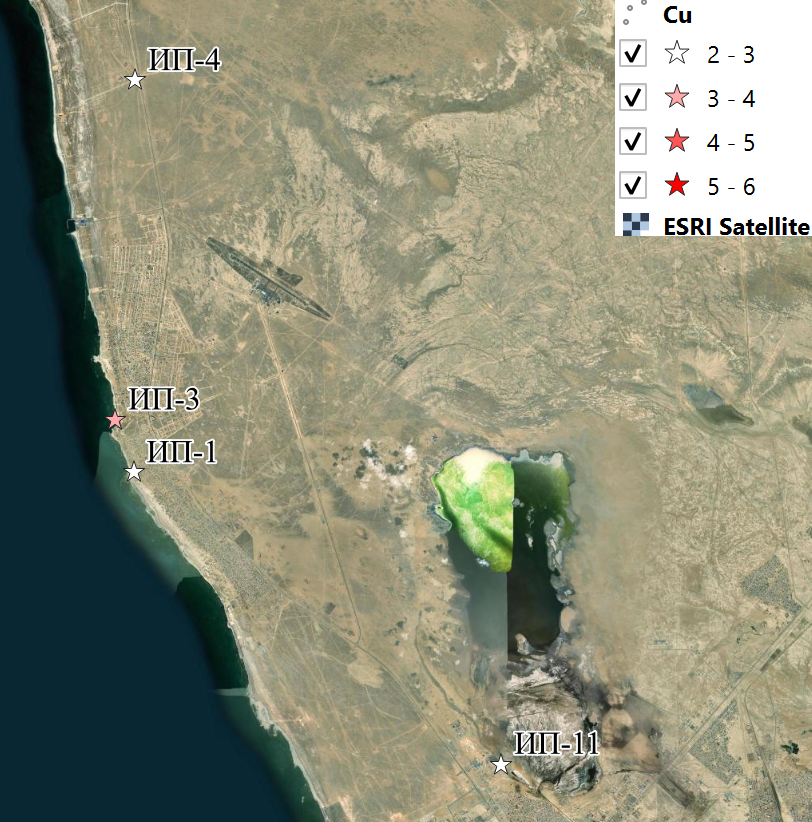 Cu
2 - 3
3 - 4
4 - 5
5 - 6
ESRI Satellite
ИП-4
ИП-3
ИП-1
ИП-11